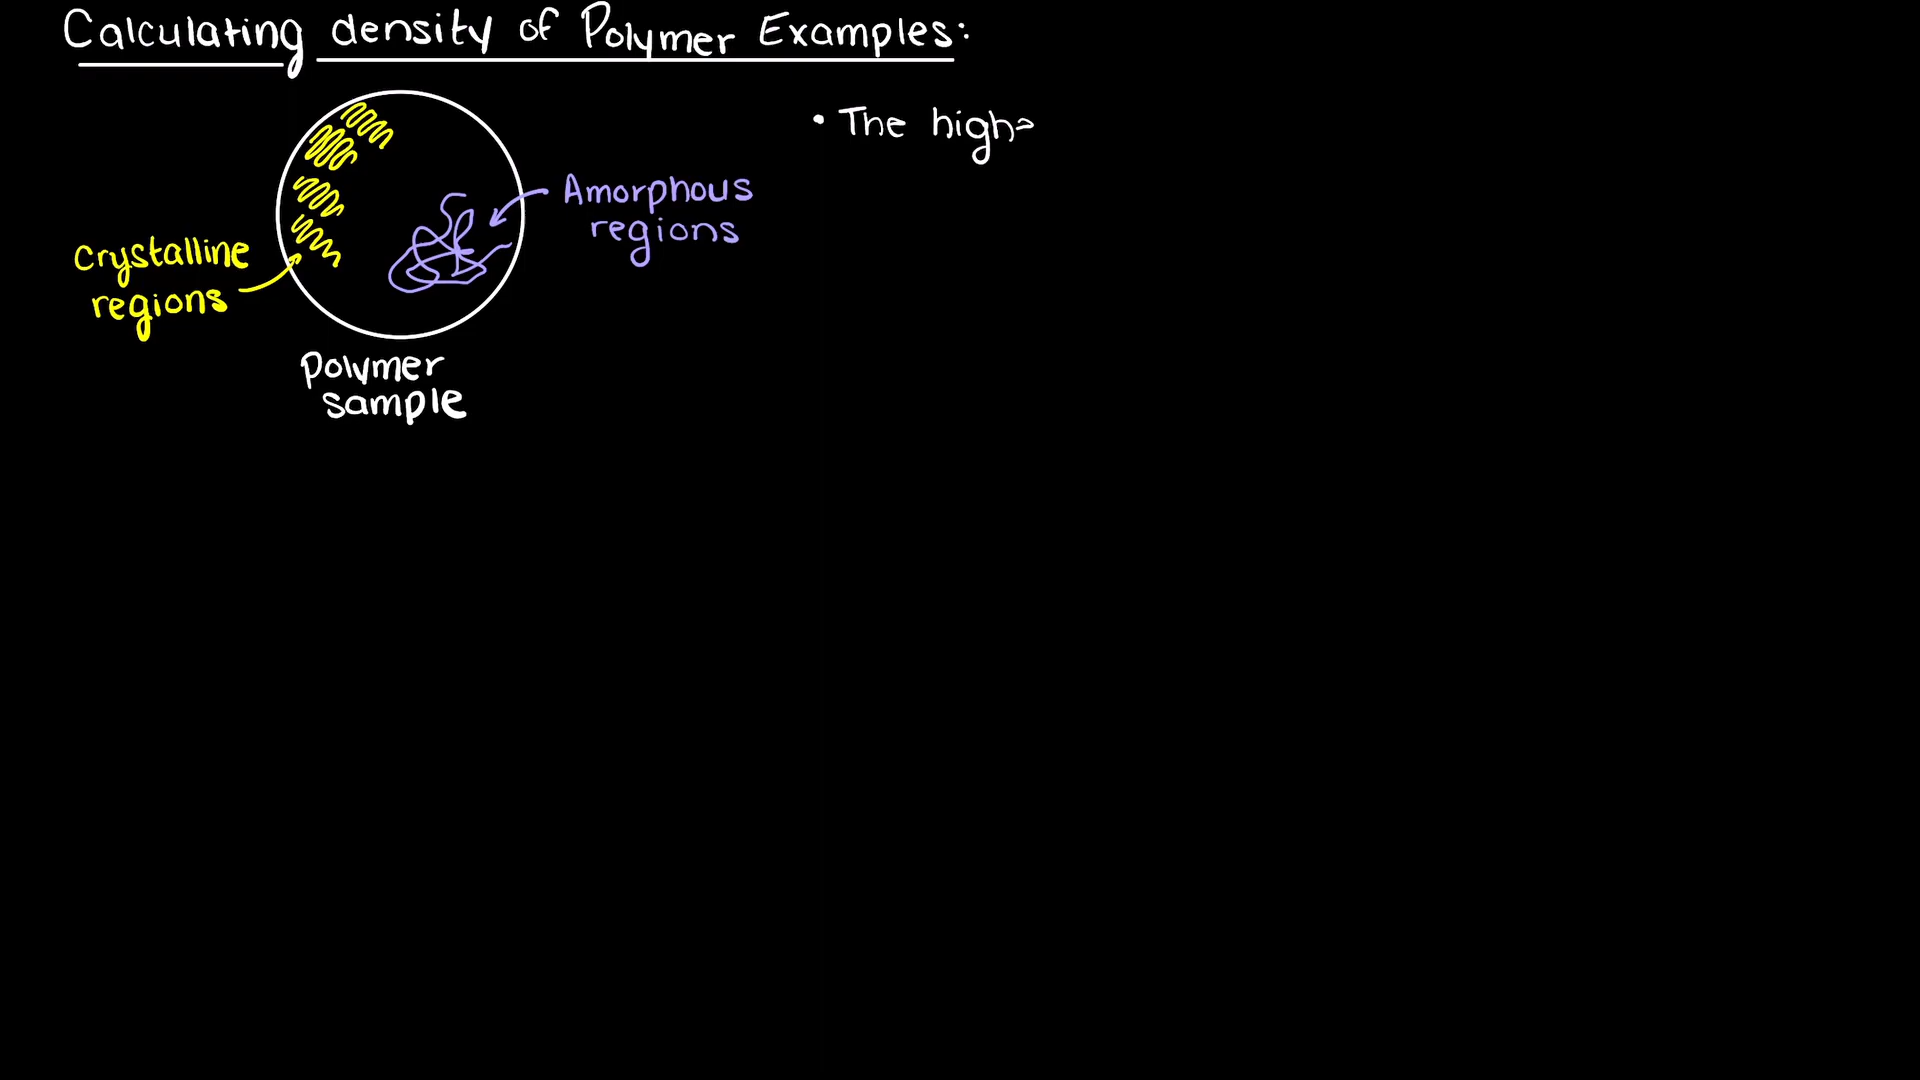 Calculating density of Polymer Examples:
• The high
Amorphous
regions
crystalline
regions
polymer
sample